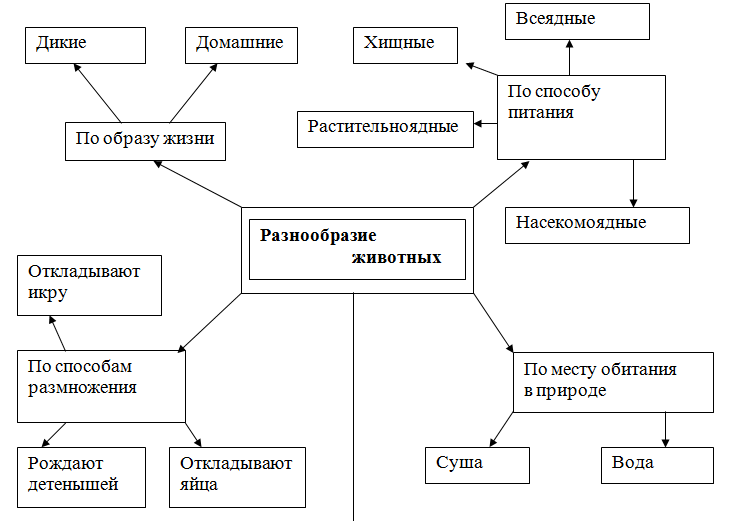 Всеядные
Дикие
Домашние
Хищные
По способу
питания
Растительноядные
По образу жизни
Насекомоядные
Разнообразие
животных
Откладывают
икру
По способам
размножения
По месту обитания
в природе
Рождают
детенышей
Откладывают
яйца
Суша
Вода